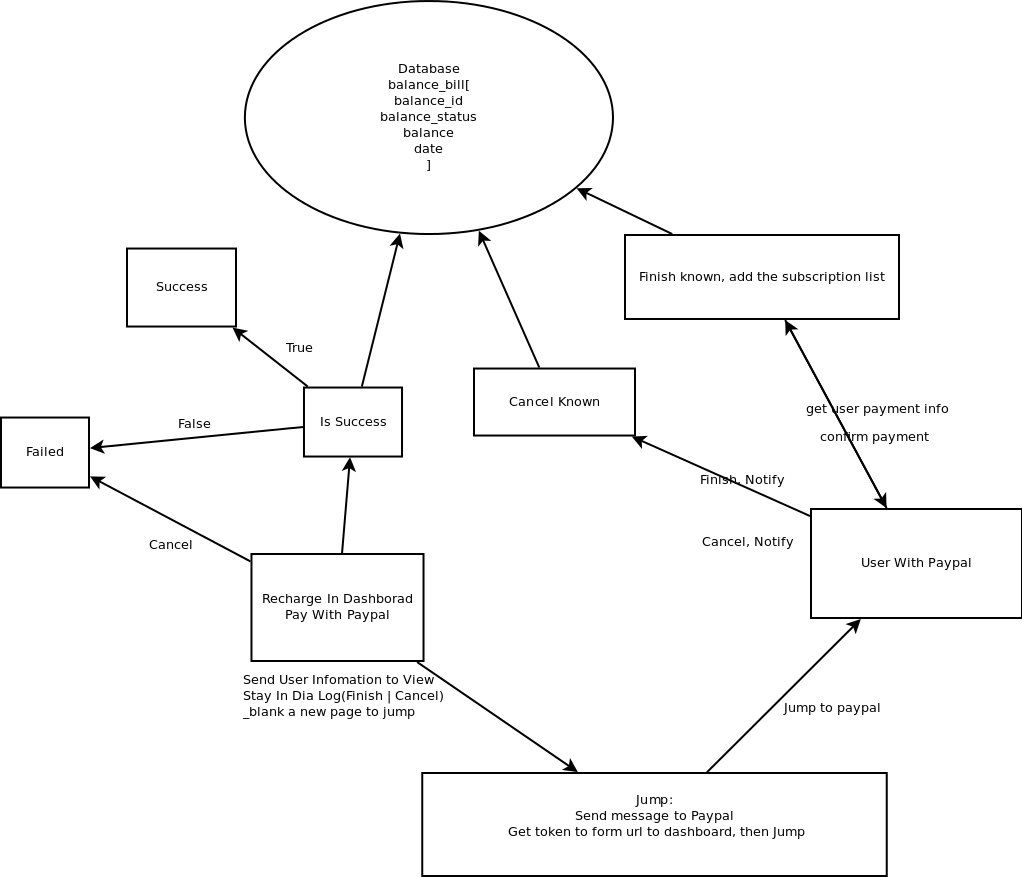 Database
balance_bill[
balance_id
balance_status
balance
date
]
Success
Finish known, add the subscription list
True
Cancel Known
Is Success
False
Failed
get user payment info
confirm payment
Finish, Notify
Cancel, Notify
Cancel
User With Paypal
Recharge In Dashborad
Pay With Paypal
Send User Infomation to View
Stay In Dia Log(Finish | Cancel)
_blank a new page to jump
Jump to paypal
Jump:
Send message to Paypal
Get token to form url to dashboard, then Jump